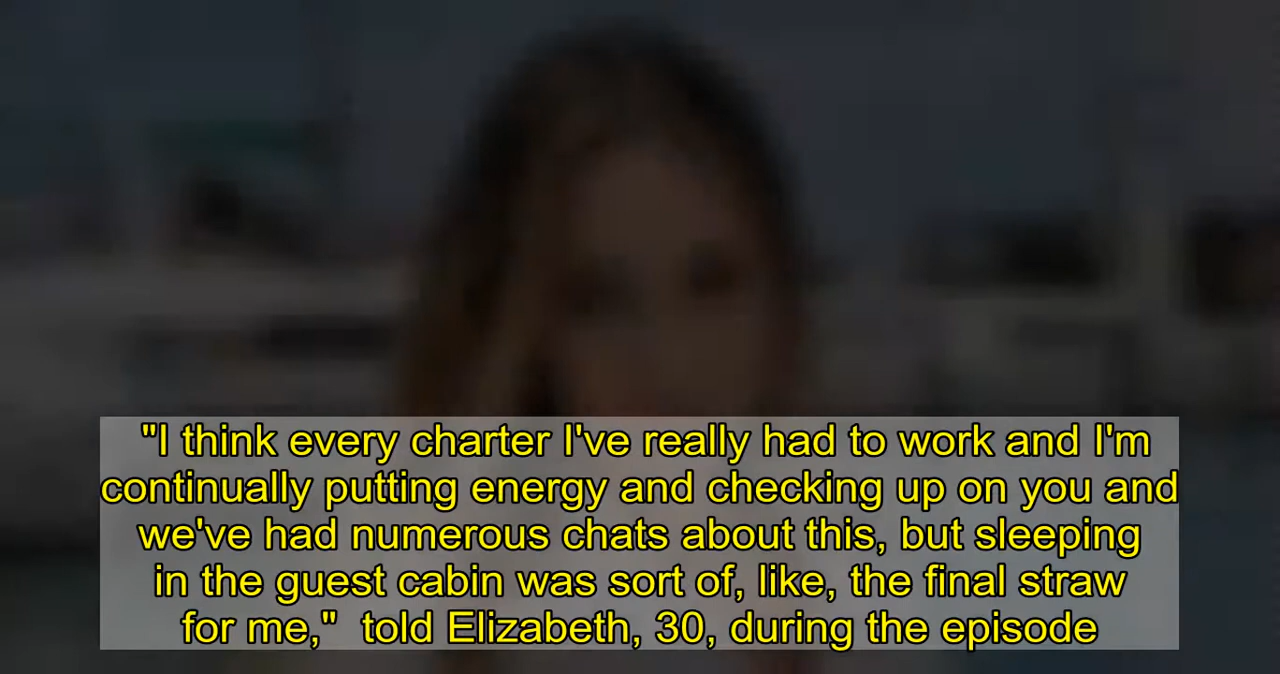 "I think every charter I've really had to work and I'm
continually putting energy and checking up on you and
we've had numerous chats about this, but sleeping
in the guest cabin was sort of, like, the final straw
for me,"  told Elizabeth, 30, during the episode